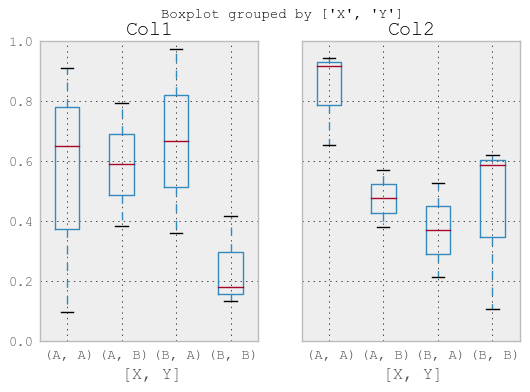 Boxplot grouped by ['X', 'Y']
Col1
Col2
1.0
0.8
0.6
0.4
0.2
0.0
(A, A) (A, B) (B, A) (B, B)
(A, A) (A, B) (B, A) (B, B)
[X, Y]
[X, Y]